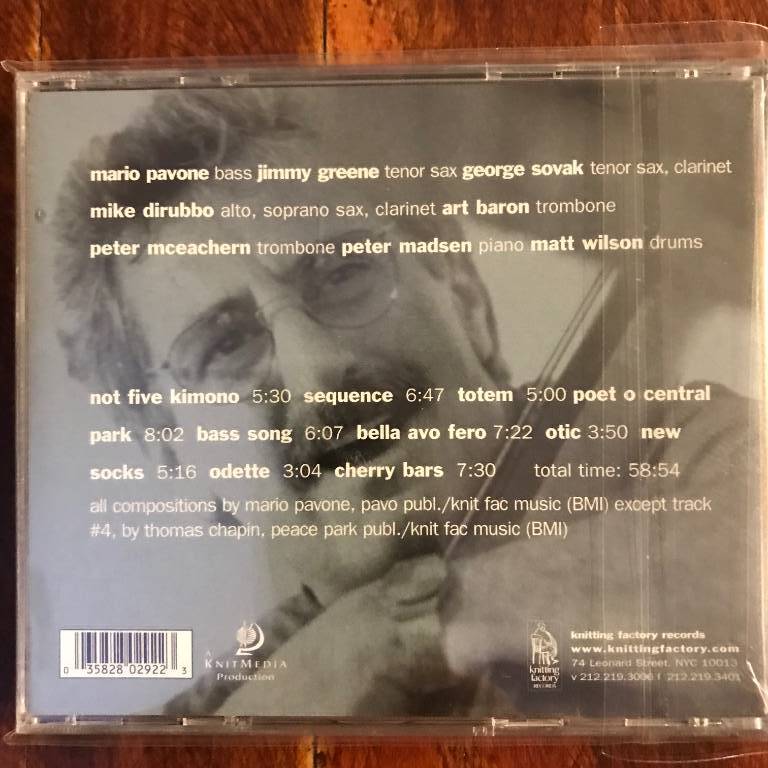 mario pavone bass jimmy greene tenor sax george sovak tenor sax, clarinet
mike dirubbo alto, soprano sax, clarinet art baron trombone
peter mceachern trombone peter madsen piano matt wilson drums
not five kimono 5:30 sequence 6:47 totem 5:00 poet o central
park 8:02 bass song 6:07 bella avo fero 7:22 otic 3:50 new
socks 5:16 odette 3:04 cherry bars 7:30 total time: 58:54
all compositions by mario pavone, pavo publ./knit fac music (BMI) except track
#4, by thomas chapin, peace park publ./knit fac music (BMI)
0 35828 02922 3
A
KNITMEDIA
Production
knitting
factory
RECORDS
knitting factory records
www.knittingfactory.com
74 Leonard Street, NYC 10013
v 212.219.3006 f 212.219.3401